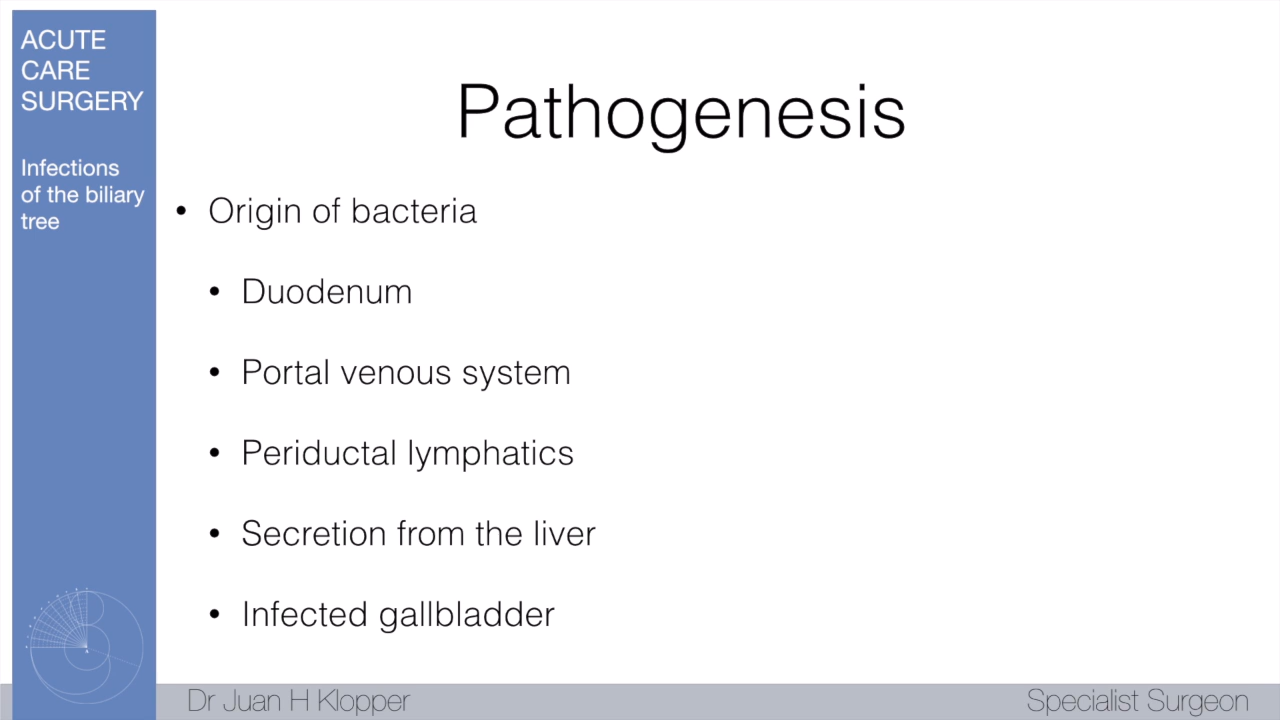 ACUTE
CARE
SURGERY
Infections
of the biliary
tree
Pathogenesis
• Origin of bacteria
• Duodenum
• Portal venous system
• Periductal lymphatics
• Secretion from the liver
• Infected gallbladder
Dr Juan H Klopper
Specialist Surgeon